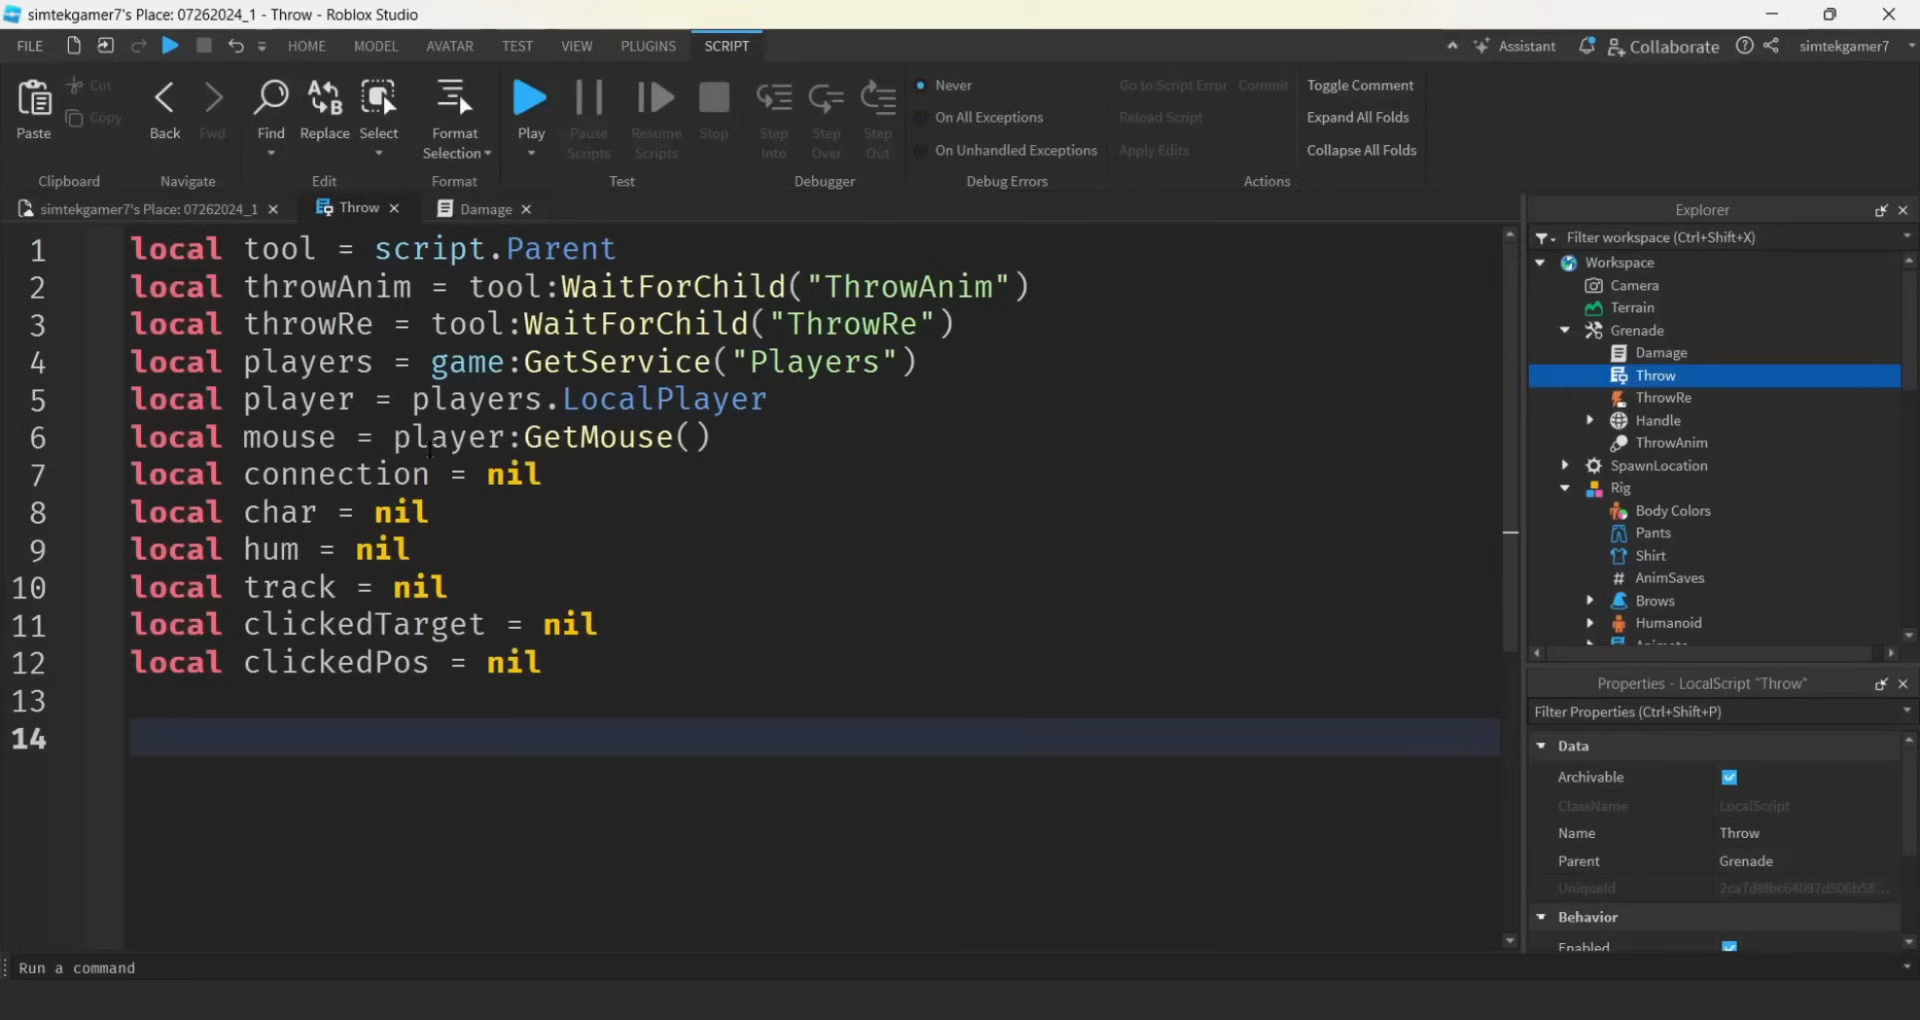 simtekgamer7's Place: 07262024_1 - Throw - Roblox Studio
FILE HOME MODEL AVATAR TEST VIEW PLUGINS SCRIPT Assistant Collaborate simtekgamer7
Paste Cut Copy
Back Fwd
Find Replace Select
Format Selection
Play Pause Scripts Resume Scripts Stop
Step Into Step Over Step Out
Never
On All Exceptions
On Unhandled Exceptions
Go to Script Error Commit
Reload Script
Apply Edits
Toggle Comment
Expand All Folds
Collapse All Folds
Clipboard Navigate Edit Format Test Debugger Debug Errors Actions
simtekgamer7's Place: 07262024_1 Throw Damage
1 local tool = script.Parent
2 local throwAnim = tool:WaitForChild("ThrowAnim")
3 local throwRe = tool:WaitForChild("ThrowRe")
4 local players = game:GetService("Players")
5 local player = players.LocalPlayer
6 local mouse = player:GetMouse()
7 local connection = nil
8 local char = nil
9 local hum = nil
10 local track = nil
11 local clickedTarget = nil
12 local clickedPos = nil
13
14
Explorer
Filter workspace (Ctrl+Shift+X)
Workspace
Camera
Terrain
Grenade
Damage
Throw
ThrowRe
Handle
ThrowAnim
SpawnLocation
Rig
Body Colors
Pants
Shirt
# AnimSaves
Brows
Humanoid
Properties - LocalScript "Throw"
Filter Properties (Ctrl+Shift+P)
Data
Archivable
ClassName LocalScript
Name Throw
Parent Grenade
UniqueId
Behavior
Enabled
Run a command